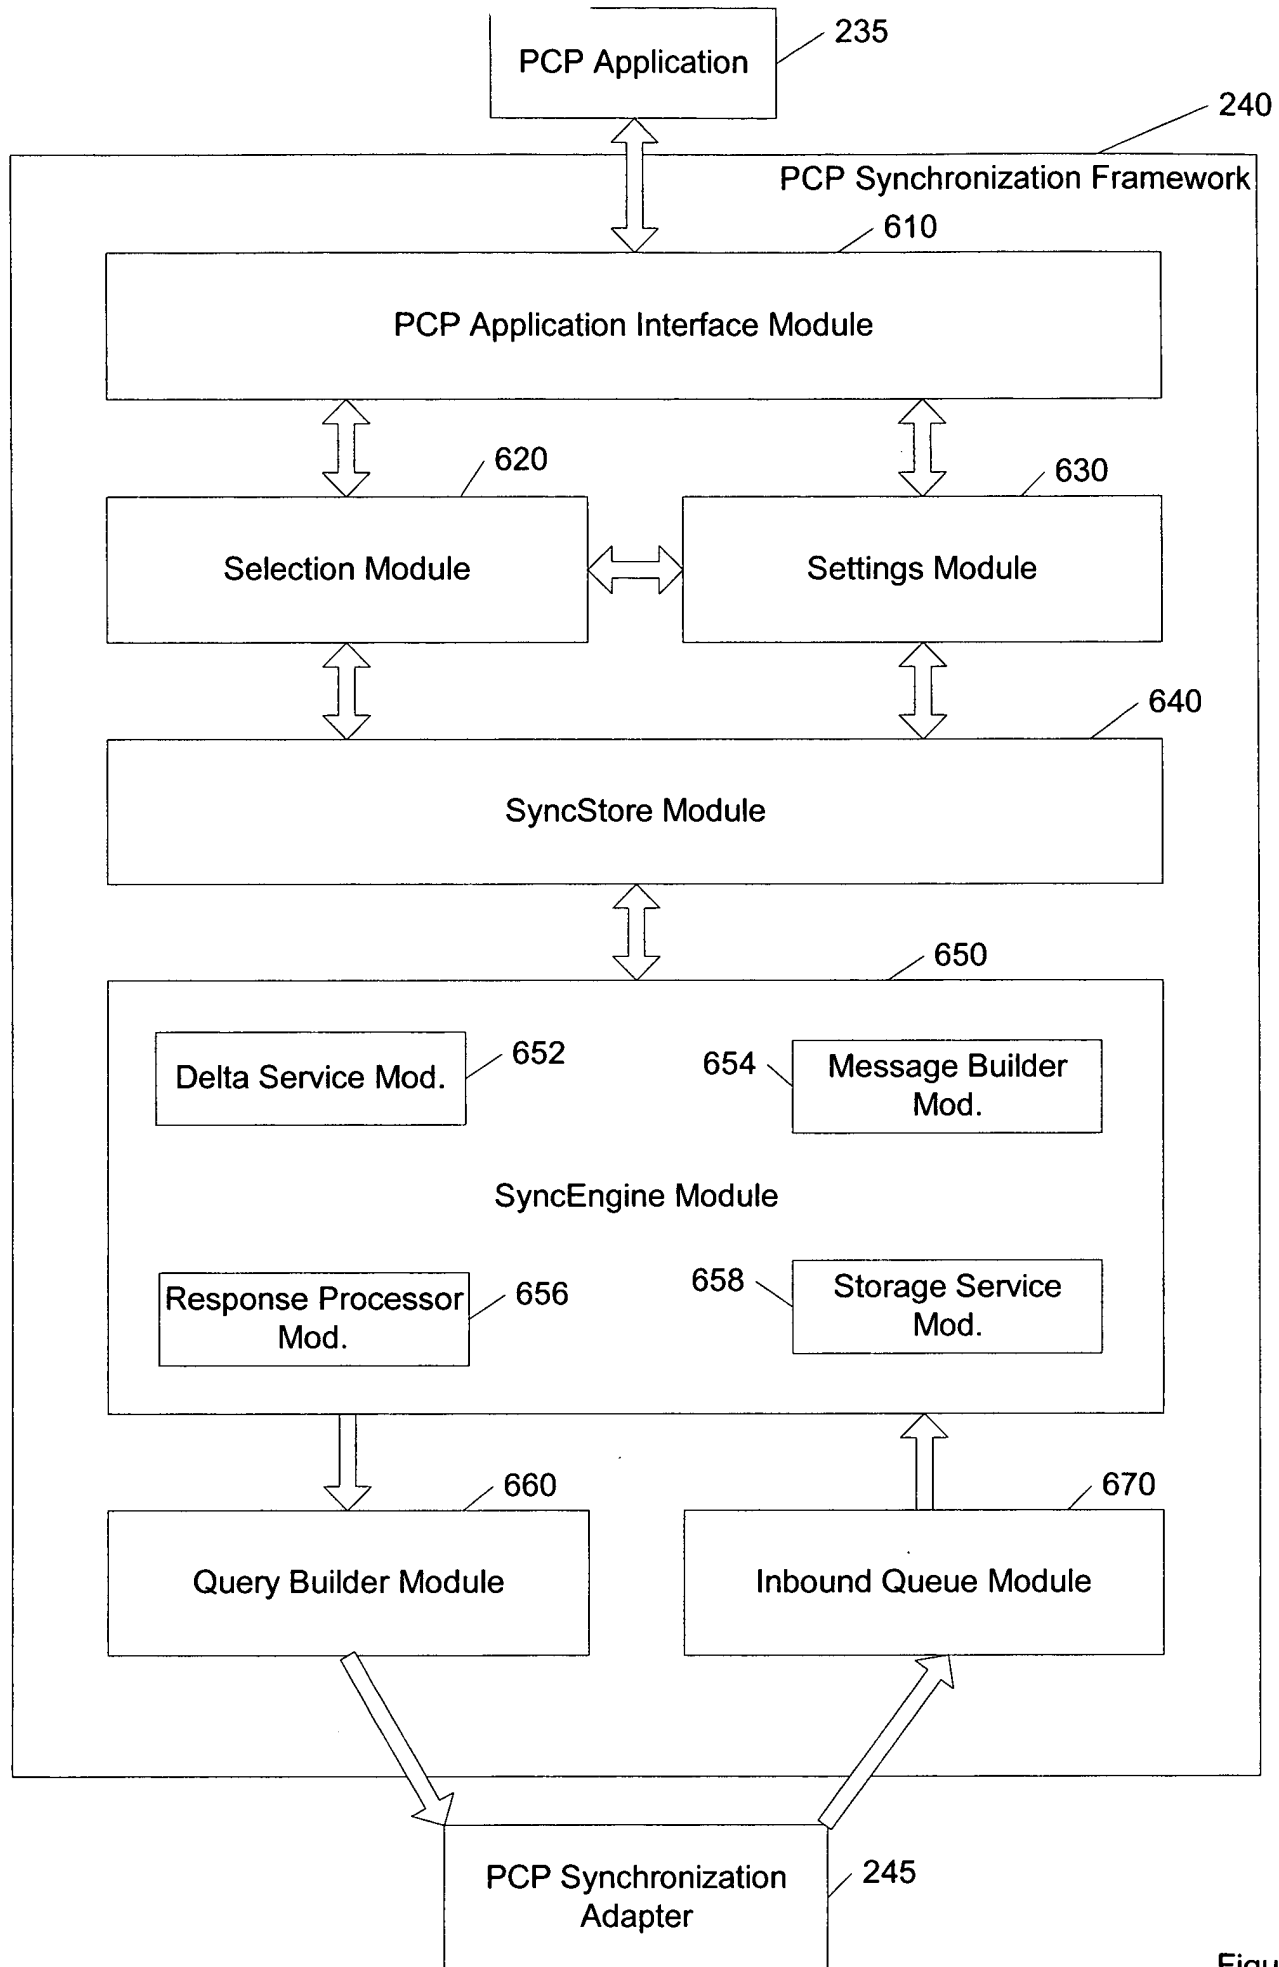 PCP Application
235
240
PCP Synchronization Framework
610
PCP Application Interface Module
620
630
Selection Module
Settings Module
640
SyncStore Module
650
Delta Service Mod.
652
654
Message Builder
Mod.
SyncEngine Module
Response Processor
Mod.
656
658
Storage Service
Mod.
660
670
Query Builder Module
Inbound Queue Module
PCP Synchronization
Adapter
245